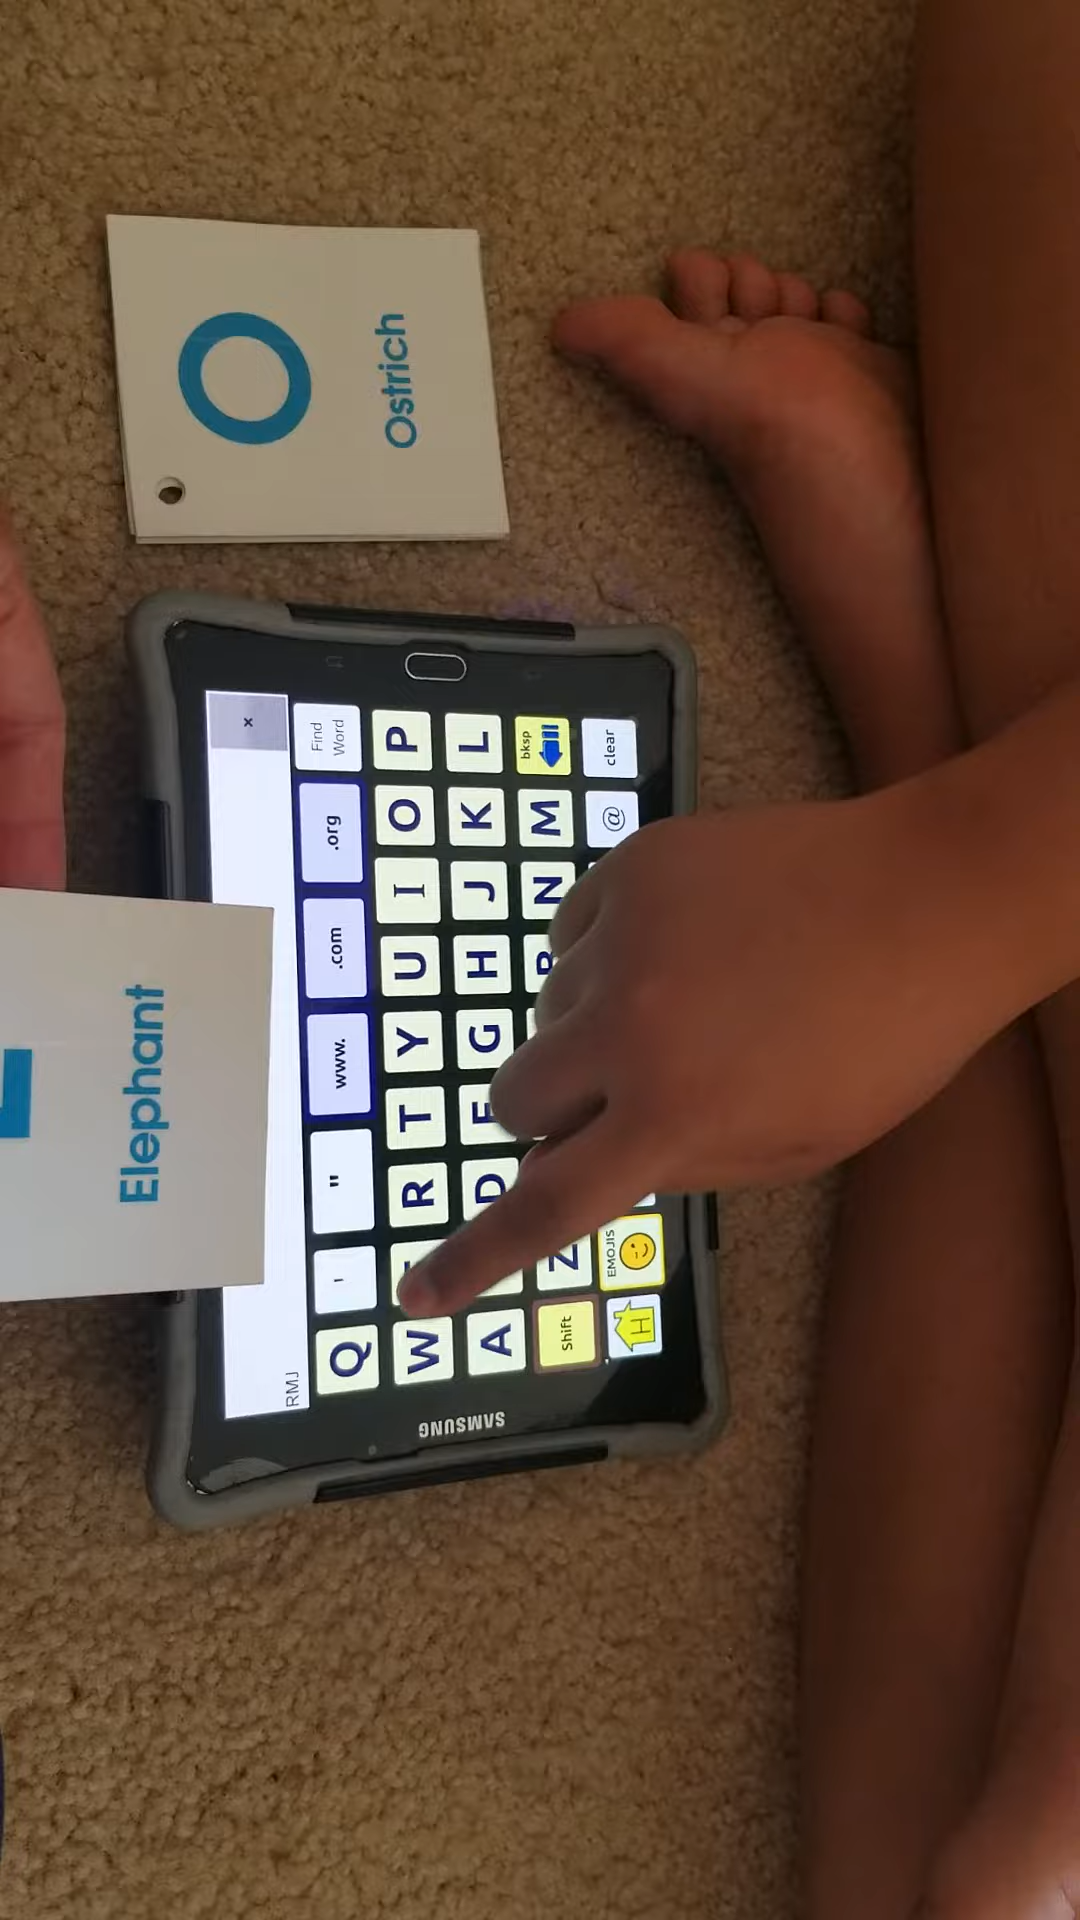 Elephant
O
Ostrich
RMJ
x
' " www. .com .org Find Word
Q
W R T Y U I O P
A D G H J K L
Shift Z N M bksp
H EMOJIS @ clear
SAMSUNG